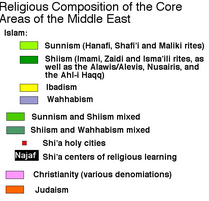 Religious Composition of the Core
Areas of the Middle East
Islam:
Sunnism (Hanafi, Shafi'i and Maliki rites)
Shiism (Imami, Zaidi and Isma'ili rites, as
well as the Alawis/Alevis, Nusairis, and
the Ahl-i Haqq)
Ibadism
Wahhabism
Sunnism and Shiism mixed
Shiism and Wahhabism mixed
Shi'a holy cities
Najaf Shi'a centers of religious learning
Christianity (various denomiations)
Judaism